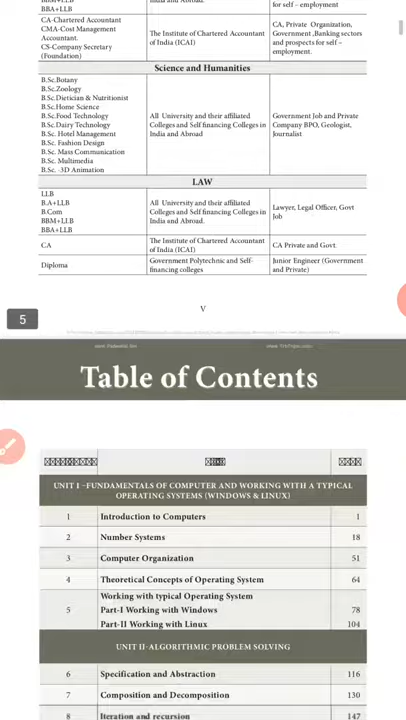 BBM+LLB
India and Abroad.
for self – employment
BBA+LLB
CA-Chartered Accountant
CMA-Cost Management
Accountant.
CS-Company Secretary
(Foundation)
The Institute of Chartered Accountant
of India (ICAI)
CA, Private Organization,
Government ,Banking sectors
and prospects for self –
employment.
Science and Humanities
B.Sc.Botany
B.Sc.Zoology
B.Sc.Dietician & Nutritionist
B.Sc.Home Science
B.Sc.Food Technology
B.Sc.Dairy Technology
B.Sc. Hotel Management
B.Sc. Fashion Design
B.Sc. Mass Communication
B.Sc. Multimedia
B.Sc. -3D Animation
All University and their affiliated
Colleges and Self financing Colleges in
India and Abroad
Government Job and Private
Company BPO, Geologist,
Journalist
LAW
LLB
B.A+LLB
B.Com
BBM+LLB
BBA+LLB
All University and their affiliated
Colleges and Self financing Colleges in
India and Abroad.
Lawyer, Legal Officer, Govt
Job
CA
The Institute of Chartered Accountant
of India (ICAI)
CA Private and Govt.
Diploma
Government Polytechnic and Self-
financing colleges
Junior Engineer (Government
and Private)
V
5
Table of Contents
UNIT I –FUNDAMENTALS OF COMPUTER AND WORKING WITH A TYPICAL
OPERATING SYSTEMS (WINDOWS & LINUX)
1 Introduction to Computers 1
2 Number Systems 18
3 Computer Organization 51
4 Theoretical Concepts of Operating System 64
Working with typical Operating System
5 Part-I Working with Windows 78
Part-II Working with Linux 104
UNIT II-ALGORITHMIC PROBLEM SOLVING
6 Specification and Abstraction 116
7 Composition and Decomposition 130
8 Iteration and recursion 147